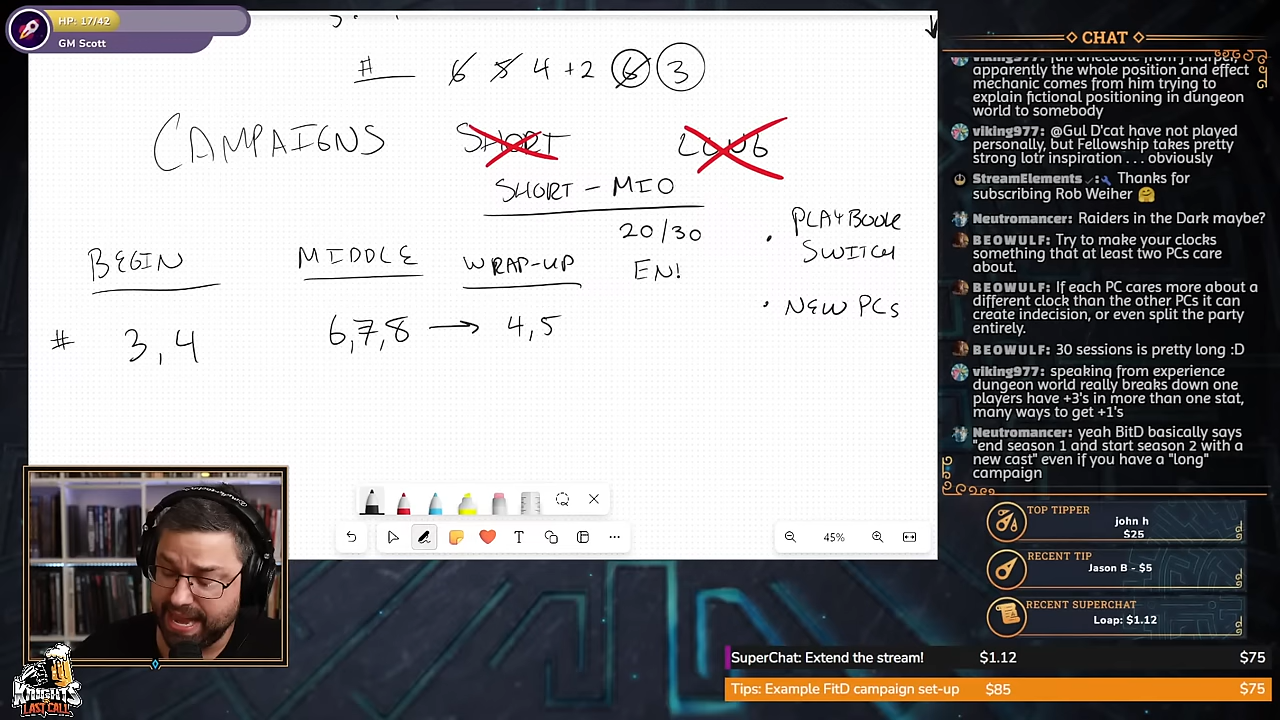 HP: 17/42
GM Scott
# 6 5 4 +2 6 3
CAMPAIGNS SHORT LONG
SHORT - MID
20/30
EN!
BEGIN MIDDLE WRAP-UP
# 3, 4 6,7,8 → 4,5
• PLAYBOOK
SWITCH
• NEW PCs
45%
CHAT
apparently the whole position and effect
mechanic comes from him trying to
explain fictional positioning in dungeon
world to somebody
viking977: @Gul D'cat have not played
personally, but Fellowship takes pretty
strong lotr inspiration . . . obviously
StreamElements: Thanks for
subscribing Rob Weiher
Neutromancer: Raiders in the Dark maybe?
BEOWULF: Try to make your clocks
something that at least two PCs care
about.
BEOWULF: If each PC cares more about a
different clock than the other PCs it can
create indecision, or even split the party
entirely.
BEOWULF: 30 sessions is pretty long :D
viking977: speaking from experience
dungeon world really breaks down one
players have +3's in more than one stat,
many ways to get +1's
Neutromancer: yeah BitD basically says
"end season 1 and start season 2 with a
new cast" even if you have a "long"
campaign
TOP TIPPER
john h
$25
RECENT TIP
Jason B - $5
RECENT SUPERCHAT
Loap: $1.12
SuperChat: Extend the stream! $1.12 $75
Tips: Example FitD campaign set-up $85 $75
KNIGHTS
LAST CALL